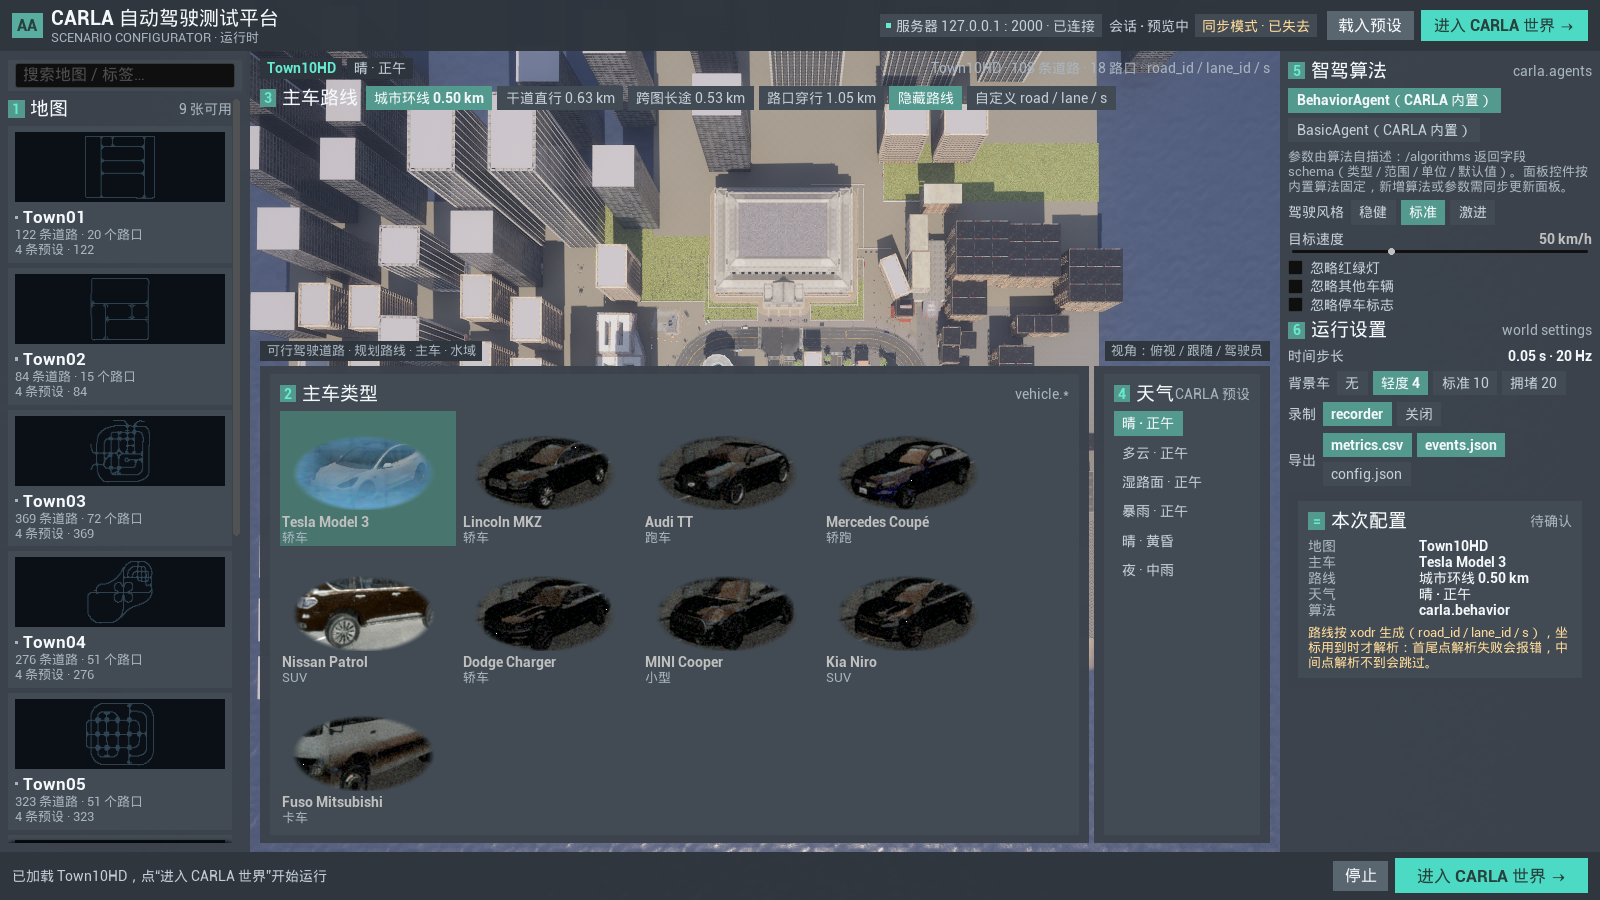 AA
CARLA 自动驾驶测试平台
SCENARIO CONFIGURATOR · 运行时
服务器 127.0.0.1 : 2000 · 已连接
会话 · 预览中
同步模式 · 已失去
载入预设
进入 CARLA 世界 →
搜索地图 / 标签...
1 地图
9 张可用
Town01
122 条道路 · 20 个路口
4 条预设 · 122
Town02
84 条道路 · 15 个路口
4 条预设 · 84
Town03
369 条道路 · 72 个路口
4 条预设 · 369
Town04
276 条道路 · 51 个路口
4 条预设 · 276
Town05
323 条道路 · 51 个路口
4 条预设 · 323
Town10HD
晴 · 正午
Town10HD · 109 条道路 · 18 路口 · road_id / lane_id / s
3 主车路线
城市环线 0.50 km
干道直行 0.63 km
跨图长途 0.53 km
路口穿行 1.05 km
隐藏路线
自定义 road / lane / s
可行驾驶道路 · 规划路线 · 主车 · 水域
视角 : 俯视 / 跟随 / 驾驶员
2 主车类型
vehicle.*
Tesla Model 3
轿车
Lincoln MKZ
轿车
Audi TT
跑车
Mercedes Coupé
轿跑
Nissan Patrol
SUV
Dodge Charger
轿车
MINI Cooper
小型
Kia Niro
SUV
Fuso Mitsubishi
卡车
4 天气
CARLA 预设
晴 · 正午
多云 · 正午
湿路面 · 正午
暴雨 · 正午
晴 · 黄昏
夜 · 中雨
5 智驾算法
carla.agents
BehaviorAgent（CARLA 内置）
BasicAgent（CARLA 内置）
参数由算法自描述：/algorithms 返回字段
schema（类型 / 范围 / 单位 / 默认值）。面板控件按
内置算法固定，新增算法或参数需同步更新面板。
驾驶风格
稳健
标准
激进
目标速度
50 km/h
忽略红绿灯
忽略其他车辆
忽略停车标志
6 运行设置
world settings
时间步长
0.05 s · 20 Hz
背景车
无
轻度 4
标准 10
拥堵 20
录制
recorder
关闭
导出
metrics.csv
events.json
config.json
= 本次配置
待确认
地图
Town10HD
主车
Tesla Model 3
路线
城市环线 0.50 km
天气
晴 · 正午
算法
carla.behavior
路线按 xodr 生成（road_id / lane_id / s），坐
标用到时才解析：首尾点解析失败会报错，中
间点解析不到会跳过。
已加载 Town10HD，点“进入 CARLA 世界”开始运行
停止
进入 CARLA 世界 →